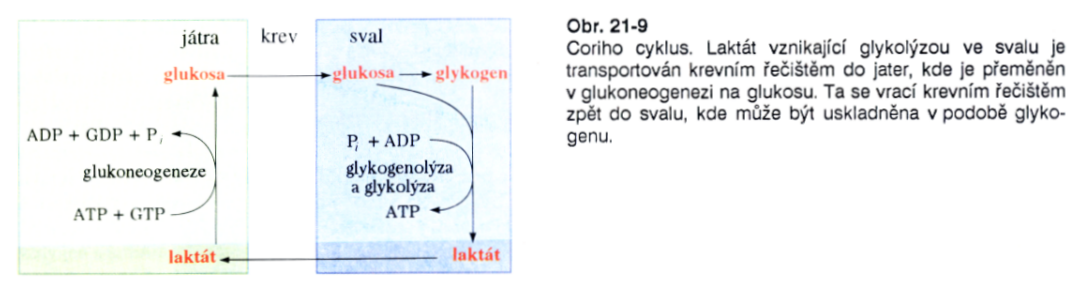 játra krev sval
glukosa glukosa glykogen
ADP + GDP + Pi
glukoneogeneze
ATP + GTP
Pi + ADP
glykogenolýza
a glykolýza
ATP
laktát laktát
Obr. 21-9
Coriho cyklus. Laktát vznikající glykolýzou ve svalu je
transportován krevním řečištěm do jater, kde je přeměněn
v glukoneogenezi na glukosu. Ta se vrací krevním řečištěm
zpět do svalu, kde může být uskladněna v podobě glyko-
genu.